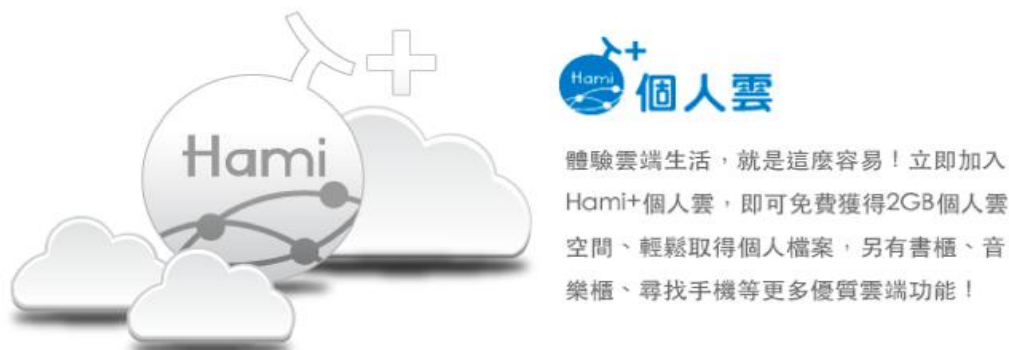 Hami
Hami
個人雲
體驗雲端生活，就是這麼容易！立即加入
Hami+個人雲，即可免費獲得2GB個人雲
空間、輕鬆取得個人檔案，另有書櫃、音
樂櫃、尋找手機等更多優質雲端功能！